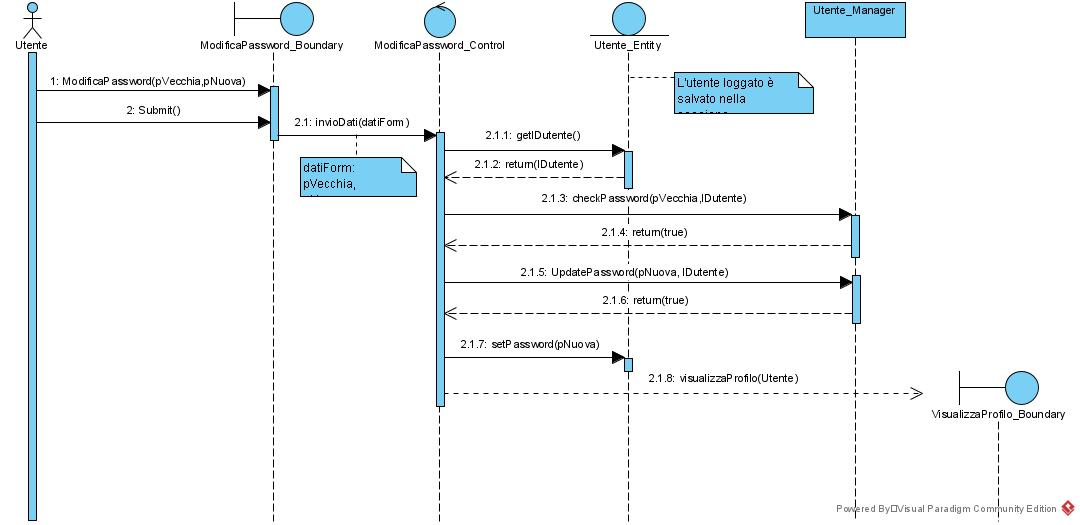 Utente
ModificaPassword_Boundary
ModificaPassword_Control
Utente_Entity
Utente_Manager
1: ModificaPassword(pVecchia,pNuova)
L'utente loggato è
salvato nella
2: Submit()
2.1: invioDati(datiForm)
2.1.1: getIDutente()
datiForm:
pVecchia,
2.1.2: return(IDutente)
2.1.3: checkPassword(pVecchia,IDutente)
2.1.4: return(true)
2.1.5: UpdatePassword(pNuova, IDutente)
2.1.6: return(true)
2.1.7: setPassword(pNuova)
2.1.8: visualizzaProfilo(Utente)
VisualizzaProfilo_Boundary
Powered By Visual Paradigm Community Edition